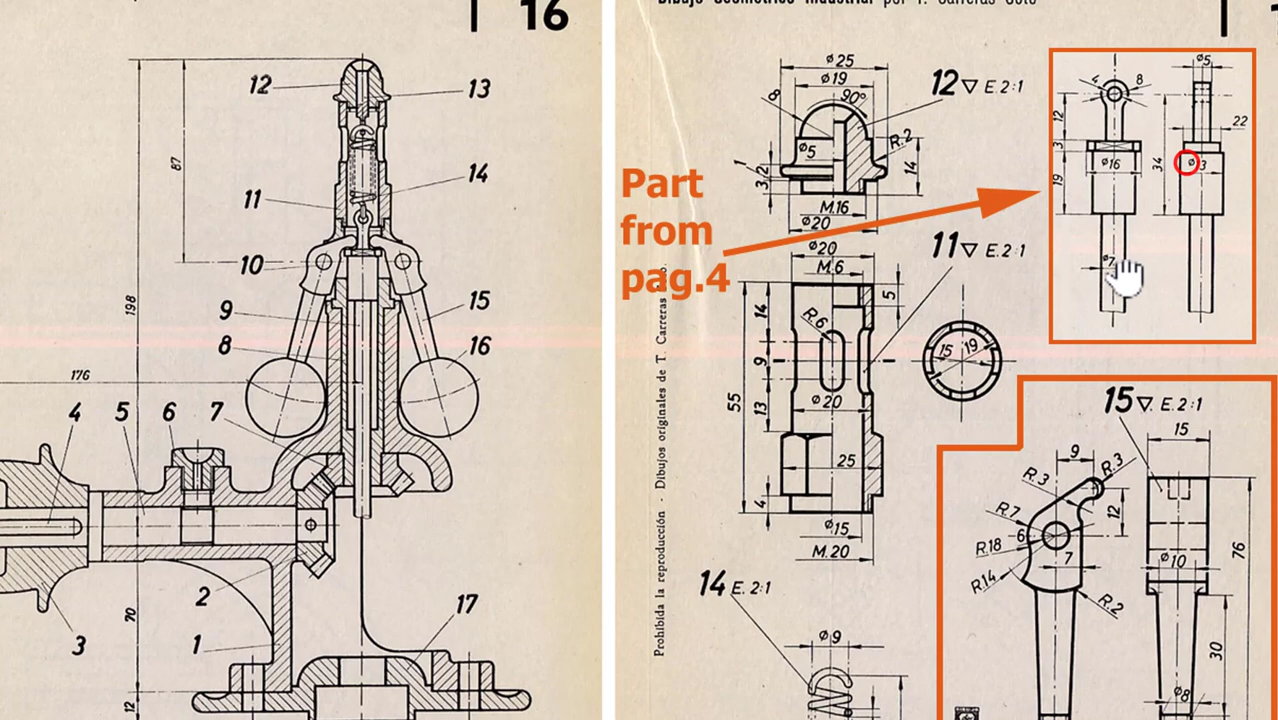 16
12
13
87
14
11
10
198
9
15
8
16
176
4
5
6
7
2
17
70
3
1
12
Dibujo Geométrico Industrial por T. Carreras Soto
ø25
ø19
12 ▽ E.2:1
8
90°
ø5
R.2
1
2
3
14
M.16
ø20
Part
from
pag.4
ø20
11 ▽ E.2:1
M.6
5
14
R.6
9
15
19
55
ø20
13
25
4
ø15
M.20
14 E.2:1
ø9
Prohibida la reproducción - Dibujos originales de T. Carreras
ø5
4
8
12
22
3
ø16
34
ø
3
19
ø7
15 ▽ E.2:1
15
9
R.3
R.3
R.7
12
6
R.18
7
ø10
76
R.14
R.2
30
ø8